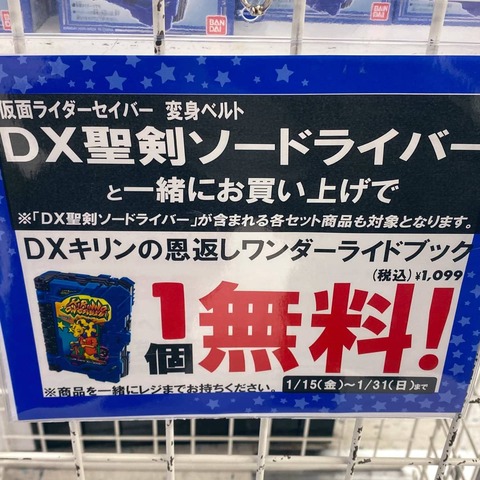 BAN
DAI
BAN
DAI
仮面ライダーセイバー 変身ベルト
DX聖剣ソードライバー
と一緒にお買い上げで
※「DX聖剣ソードライバー」が含まれる各セット商品も対象となります。
DXキリンの恩返しワンダーライドブック
(税込)¥1,099
1個無料!
※商品を一緒にレジまでお持ちください。
1/15(金)～1/31(日)まで